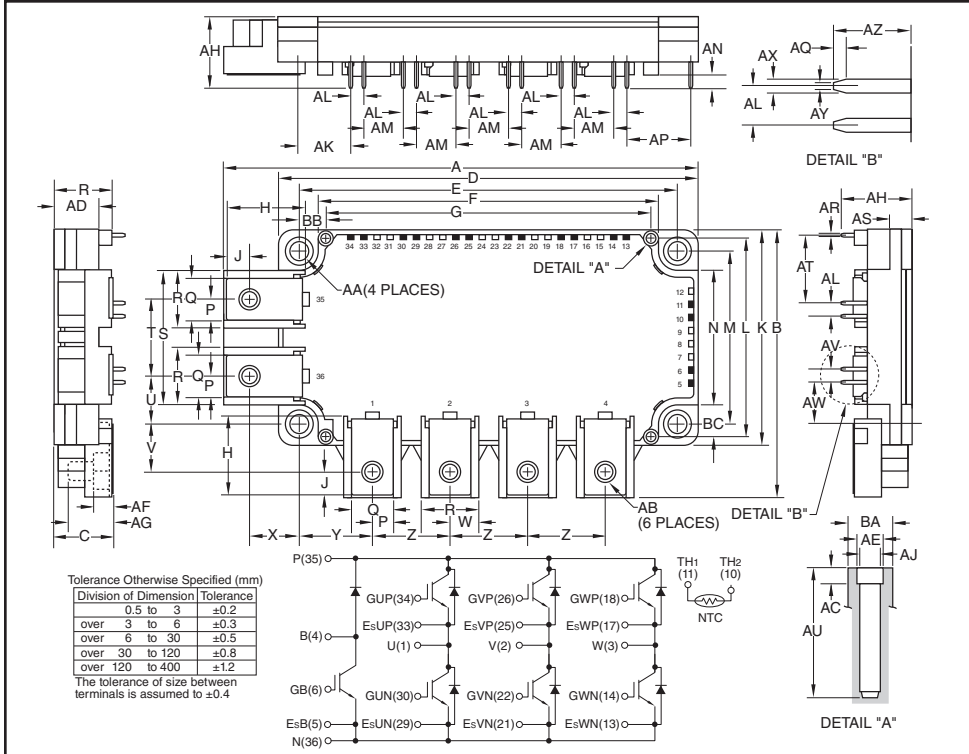 AH
AN
AL AL AL
AL AL AL
AM AM AM
AK AM AM AP
AZ
AQ
AX
AL
AY
DETAIL "B"
A
D
E
F
G
H
BB
R
AD
J
34 33 32 31 30 29 28 27 26 25 24 23 22 21 20 19 18 17 16 15 14 13
DETAIL "A"
AA(4 PLACES)
35
36
12
11
10
9
8
7
6
5
R Q P
T S
R Q P
U
V
N M L K B
BC
1 2 3 4
H
J
Q
P
R
W
AB
(6 PLACES)
X Y Z Z Z
AF
AG
C
AH
AS
AR
AT
AL
AV
AW
DETAIL "B"
BA
AE
AJ
AC
AU
DETAIL "A"
Tolerance Otherwise Specified (mm)
Division of Dimension Tolerance
0.5 to 3 ±0.2
over 3 to 6 ±0.3
over 6 to 30 ±0.5
over 30 to 120 ±0.8
over 120 to 400 ±1.2
The tolerance of size between
terminals is assumed to ±0.4
P(35)
GUP(34) GVP(26) GWP(18)
EsUP(33) EsVP(25) EsWP(17)
B(4) U(1) V(2) W(3)
GB(6) GUN(30) GVN(22) GWN(14)
EsB(5) EsUN(29) EsVN(21) EsWN(13)
N(36)
TH1 TH2
(11) (10)
NTC